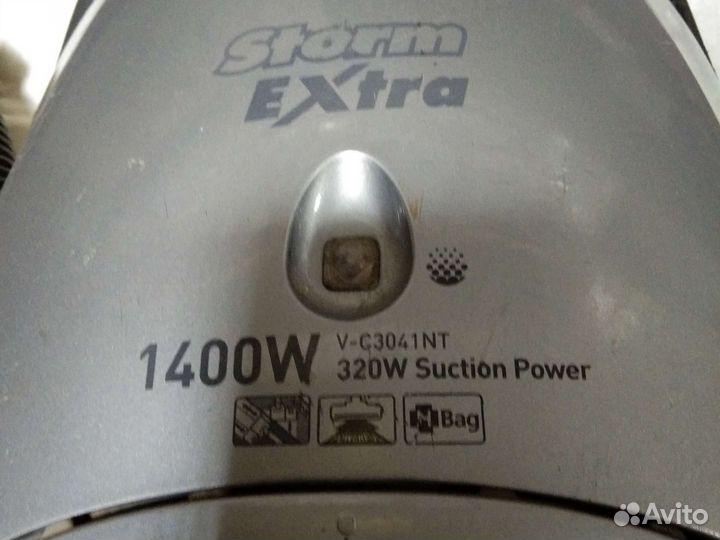 Storm
EXtra
1400W
V-C3041NT
320W Suction Power
M Bag
Avito